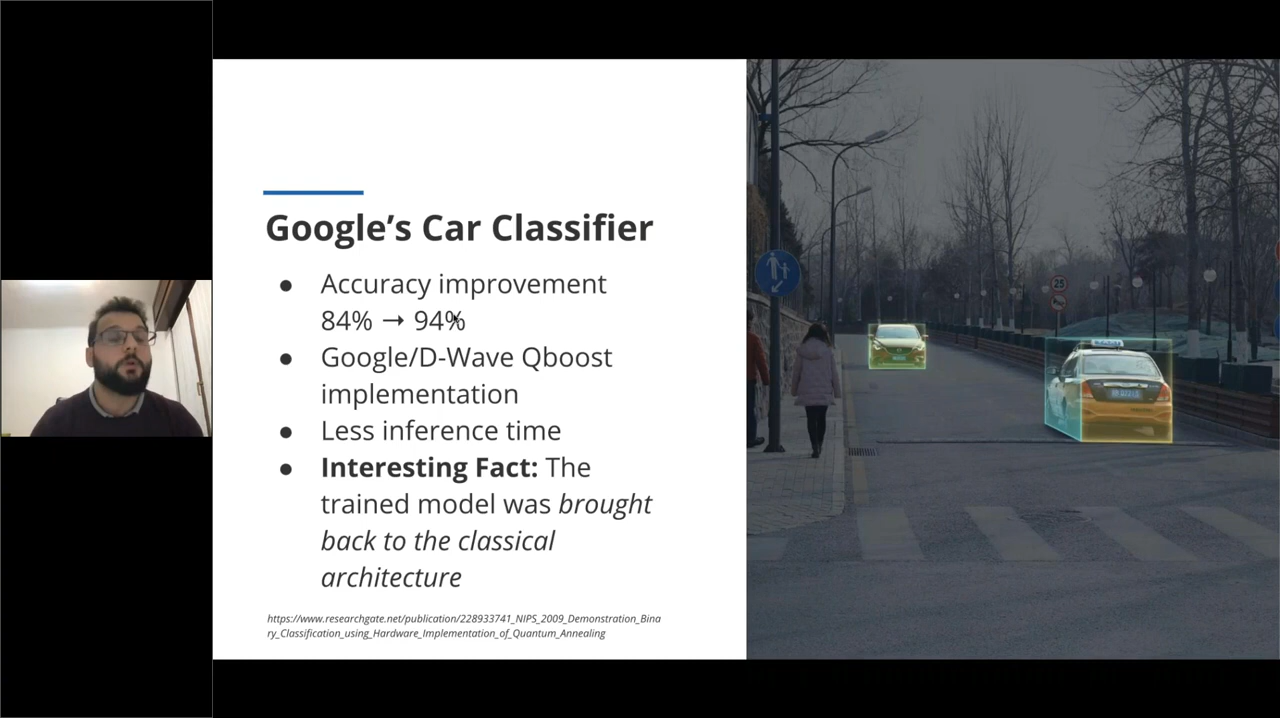 Google's Car Classifier
● Accuracy improvement
84% → 94%
● Google/D-Wave Qboost
implementation
● Less inference time
● Interesting Fact: The
trained model was brought
back to the classical
architecture
https://www.researchgate.net/publication/228933741_NIPS_2009_Demonstration_Bina
ry_Classification_using_Hardware_Implementation_of_Quantum_Annealing
25
TAXI